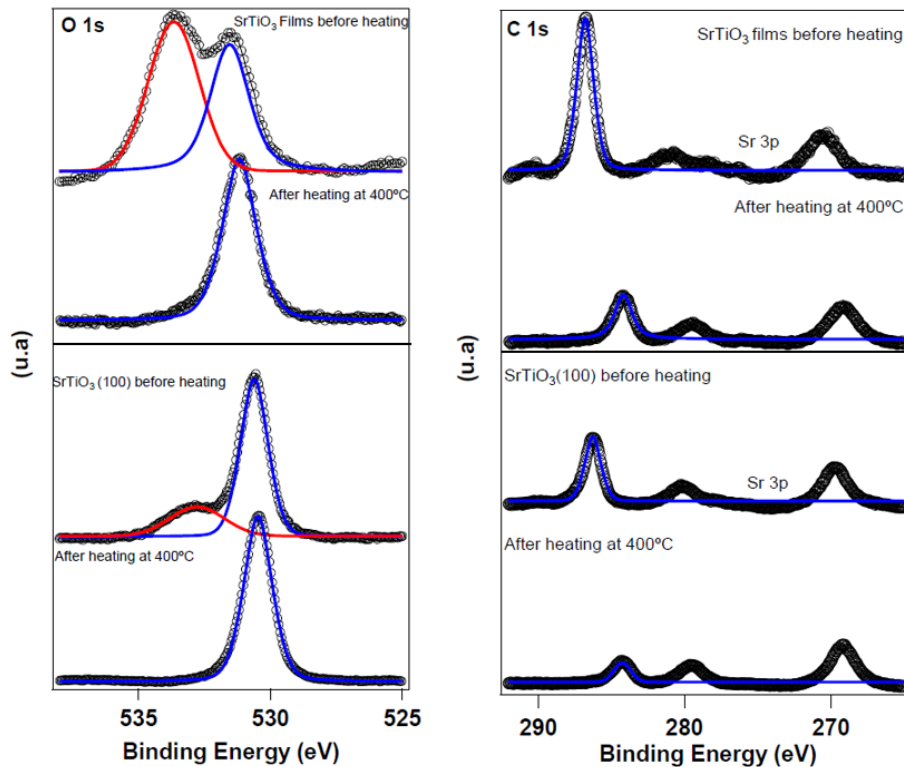 O 1s
SrTiO3 Films before heating
After heating at 400ºC
SrTiO3 (100) before heating
After heating at 400ºC
(u.a)
(u.a)
535
530
525
Binding Energy (eV)
C 1s
SrTiO3 films before heating
Sr 3p
After heating at 400ºC
SrTiO3(100) before heating
Sr 3p
After heating at 400ºC
(u.a)
(u.a)
290
280
270
Binding Energy (eV)